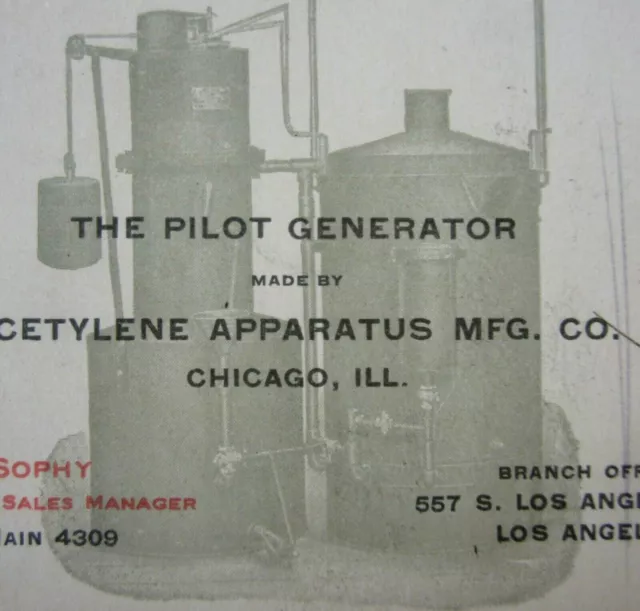 THE PILOT GENERATOR
MADE BY
CETYLENE APPARATUS MFG. CO.
CHICAGO, ILL.
SOPHY
SALES MANAGER
MAIN 4309
BRANCH OFF
557 S. LOS ANGE
LOS ANGEL